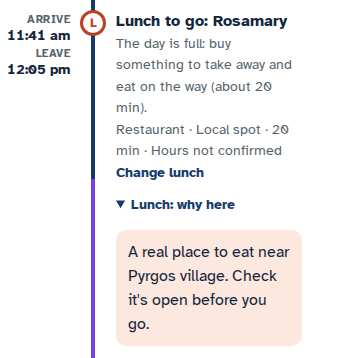 ARRIVE
11:41 am
LEAVE
12:05 pm
L
Lunch to go: Rosamary
The day is full: buy
something to take away and
eat on the way (about 20
min).
Restaurant · Local spot · 20
min · Hours not confirmed
Change lunch
▼ Lunch: why here
A real place to eat near
Pyrgos village. Check
it's open before you
go.